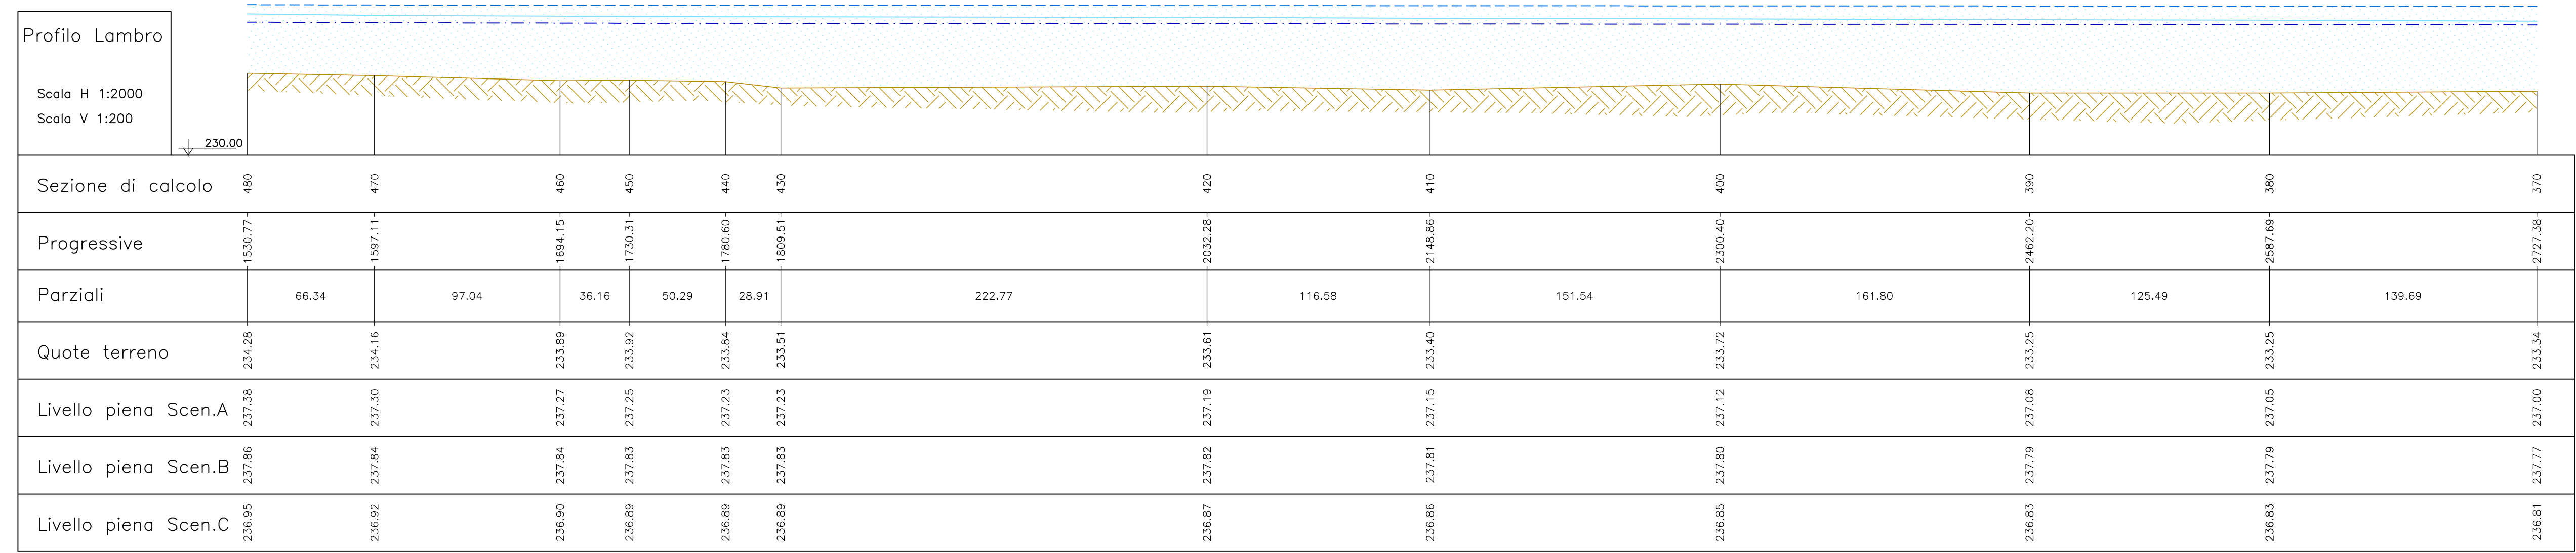 Profilo Lambro
Scala H 1:2000
Scala V 1:200
230.00
Sezione di calcolo 480 470 460 450 440 430 420 410 400 390 380 370
Progressive 1530.77 1597.11 1694.15 1730.31 1780.60 1809.51 2032.28 2148.86 2300.40 2462.20 2587.69 2727.38
Parziali 66.34 97.04 36.16 50.29 28.91 222.77 116.58 151.54 161.80 125.49 139.69
Quote terreno 234.28 234.16 233.89 233.92 233.84 233.51 233.61 233.40 233.72 233.25 233.25 233.34
Livello piena Scen.A 237.38 237.30 237.27 237.25 237.23 237.23 237.19 237.15 237.12 237.08 237.05 237.00
Livello piena Scen.B 237.86 237.84 237.84 237.83 237.83 237.83 237.82 237.81 237.80 237.79 237.79 237.77
Livello piena Scen.C 236.95 236.92 236.90 236.89 236.89 236.89 236.87 236.86 236.85 236.83 236.83 236.81